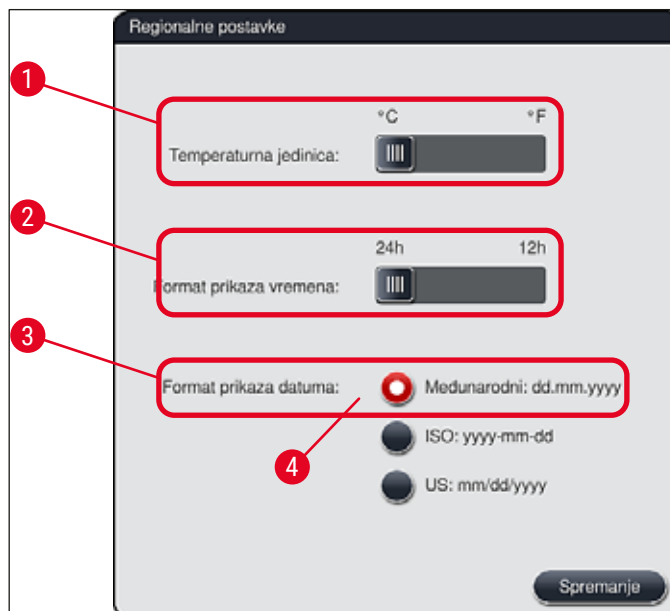 Regionalne postavke
1
°C °F
Temperaturna jedinica:
2
24h 12h
Format prikaza vremena:
3
Format prikaza datuma: Međunarodni: dd.mm.yyyy
4
ISO: yyyy-mm-dd
US: mm/dd/yyyy
Spremanje